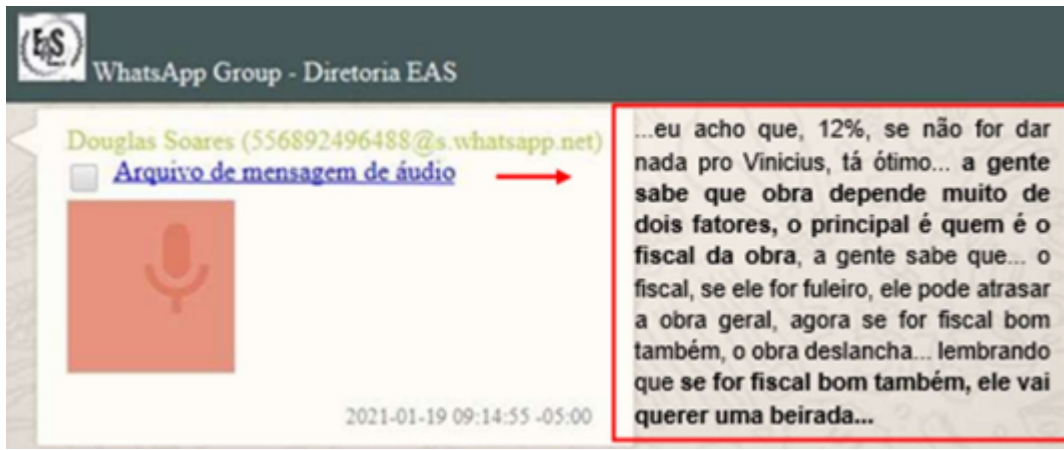 EAS
WhatsApp Group - Diretoria EAS
Douglas Soares (556892496488@s.whatsapp.net)
Arquivo de mensagem de áudio
2021-01-19 09:14:55 -05:00
...eu acho que, 12%, se não for dar
nada pro Vinicius, tá ótimo... a gente
sabe que obra depende muito de
dois fatores, o principal é quem é o
fiscal da obra, a gente sabe que... o
fiscal, se ele for fuleiro, ele pode atrasar
a obra geral, agora se for fiscal bom
também, o obra deslancha... lembrando
que se for fiscal bom também, ele vai
querer uma beirada...